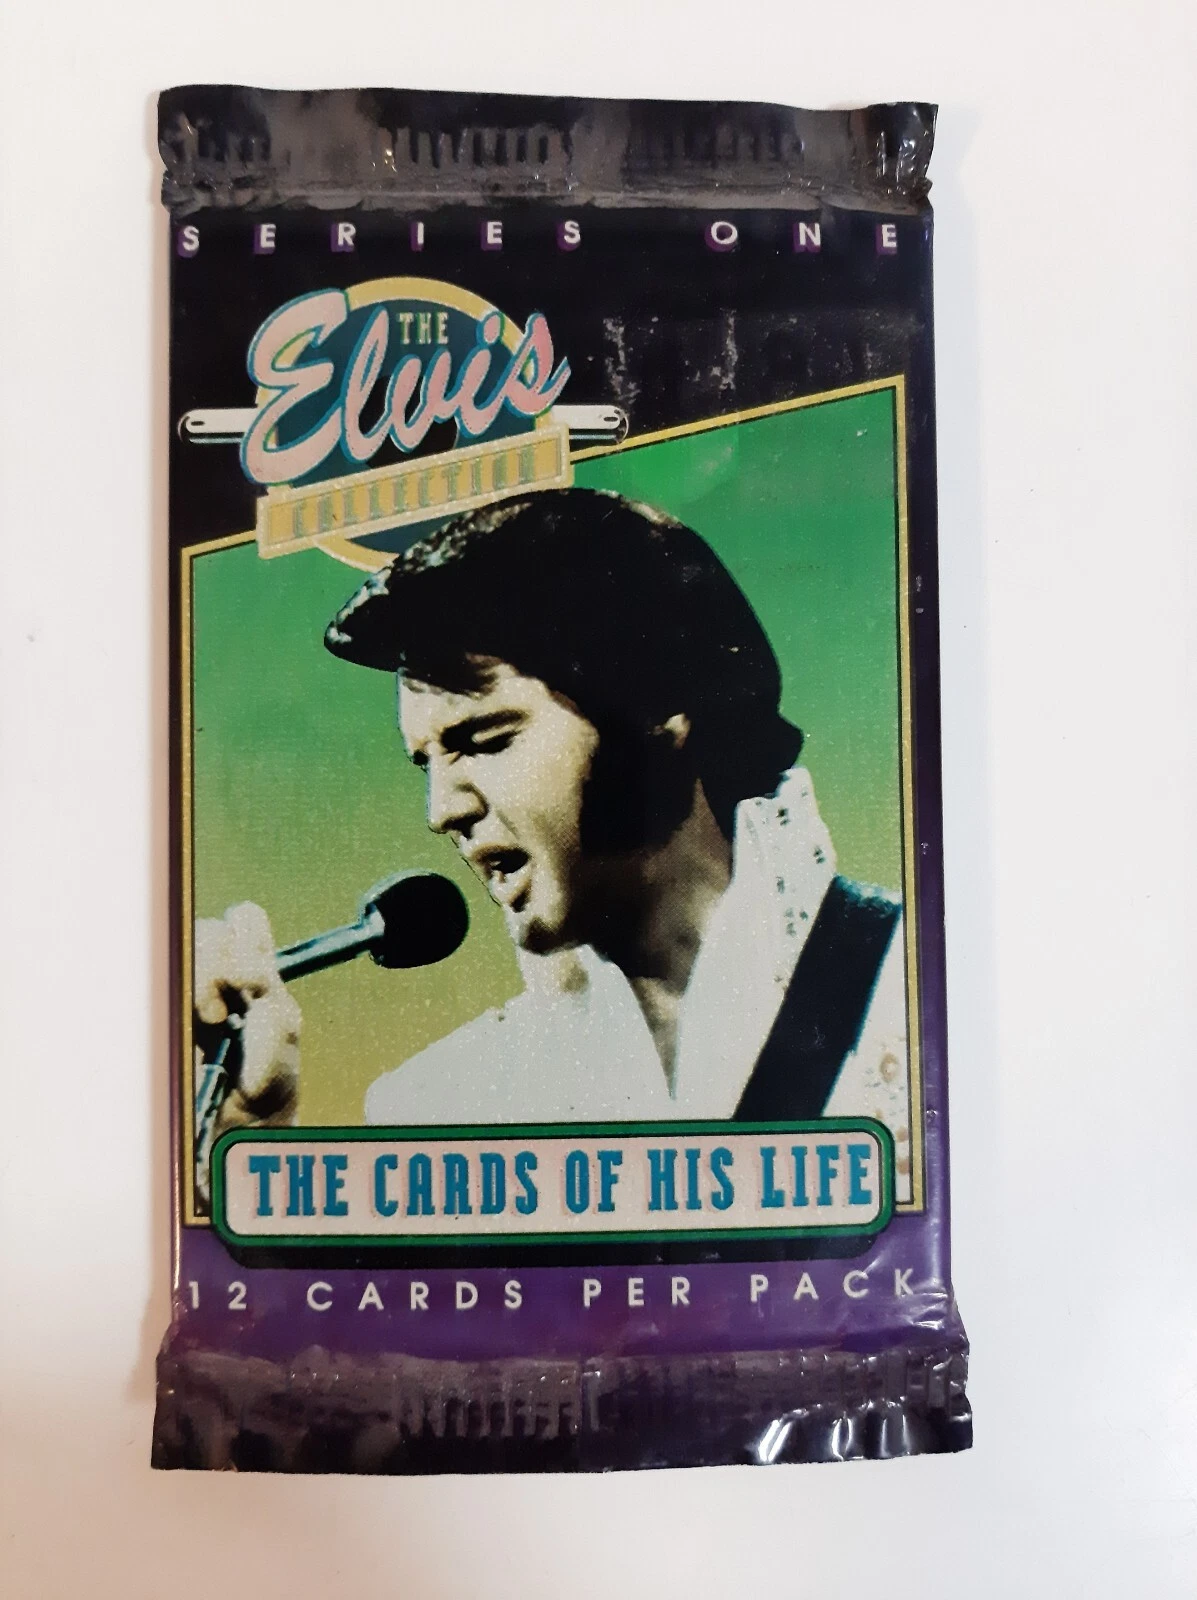 SERIES ONE
THE
Elvis
COLLECTION
THE CARDS OF HIS LIFE
12 CARDS PER PACK